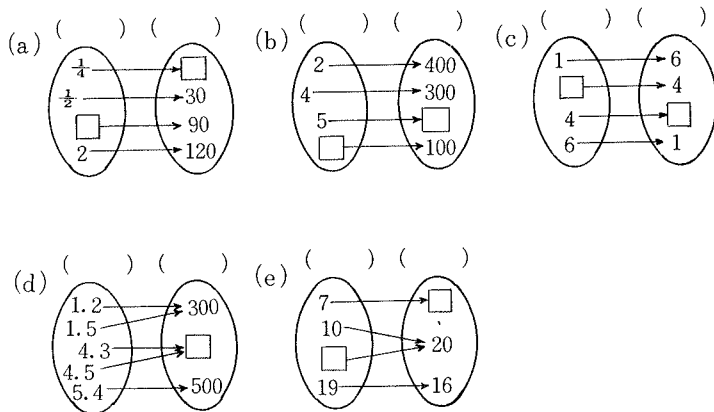 (a) (   ) (   )
1/4 → □
1/2 → 30
□ → 90
2 → 120
(b) (   ) (   )
2 → 400
4 → 300
5 → □
□ → 100
(c) (   ) (   )
1 → 6
□ → 4
4 → □
6 → 1
(d) (   ) (   )
1.2 300
1.5
4.3 □
4.5
5.4 → 500
(e) (   ) (   )
7 → □
10 20
□
19 → 16